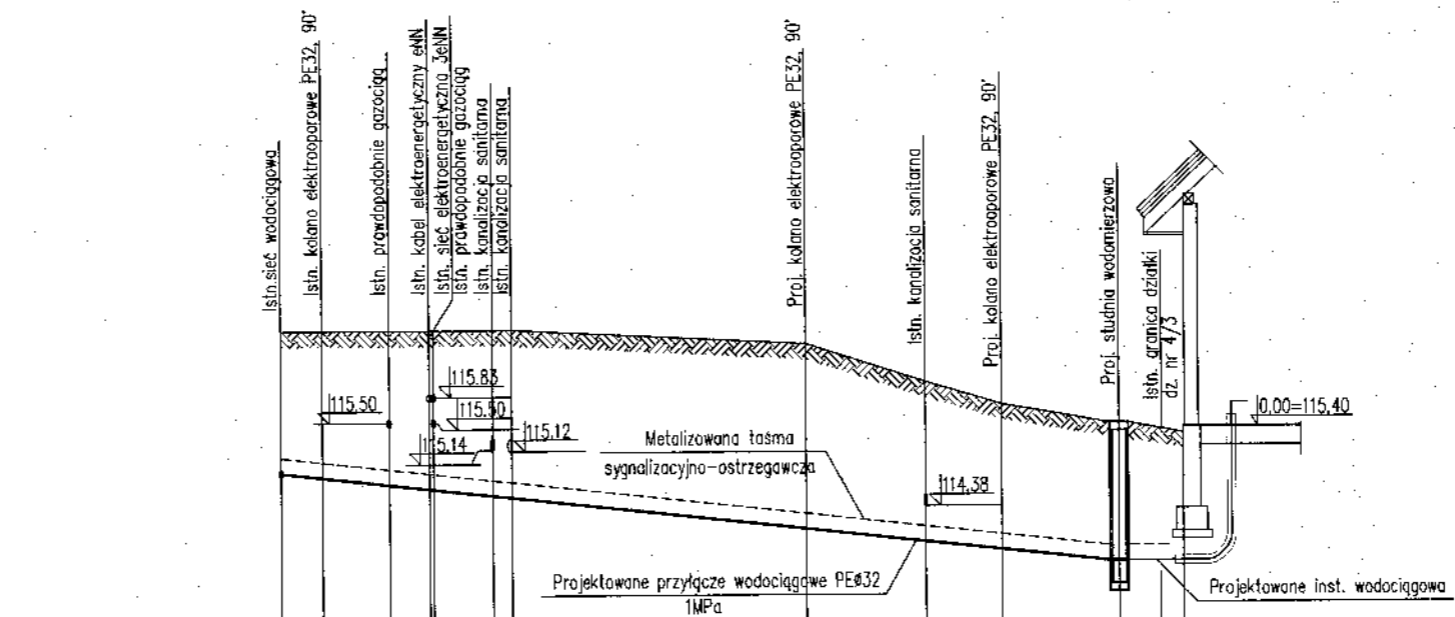 Istn.sieć wodociągowa
Istn. kolano elektrooporowe PE32, 90°
Istn. prawdopodobnie gazociąg
Istn. kabel elektroenergetyczny eNN
Istn. sieć elektroenergetyczna 3eNN
Istn. prawdopodobnie gazociąg
Istn. kanalizacja sanitarna
Istn. kanalizacja sanitarna
Proj. kolano elektrooporowe PE32, 90°
Istn. kanalizacja sanitarna
Proj. kolano elektrooporowe PE32, 90°
Proj. studnia wodomierzowa
Istn. granica działki
dz. nr 4/3
115.50
115.83
115.50
115.14
115.12
Metalizowana taśma
sygnalizacyjno-ostrzegawcza
114.38
0,00=115,40
Projektowane przyłącze wodociągowe PEø32
1MPa
Projektowane inst. wodociągowa